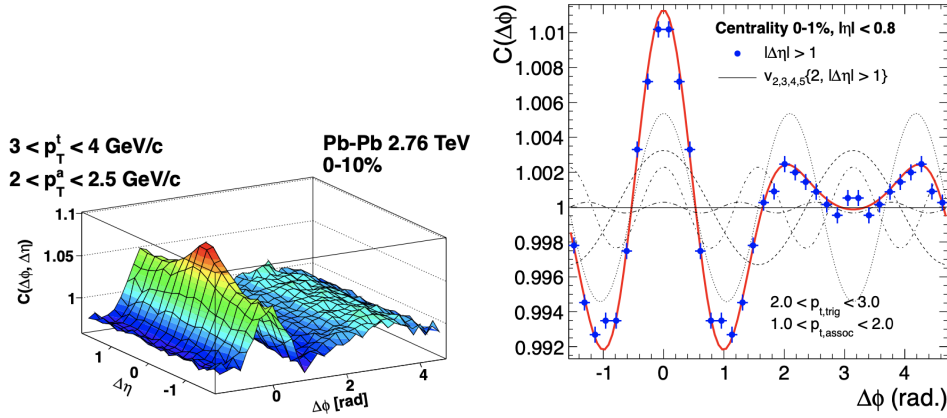 3 < p_T^t < 4 GeV/c
2 < p_T^a < 2.5 GeV/c
Pb-Pb 2.76 TeV
0-10%
C(Δϕ, Δη)
1.1
1.05
1
1
0
-1
Δη
0
2
4
Δϕ [rad]
C(Δϕ)
1.01
1.008
1.006
1.004
1.002
1
0.998
0.996
0.994
0.992
Centrality 0-1%, |η| < 0.8
|Δη| > 1
v_{2,3,4,5}{2, |Δη| > 1}
2.0 < p_{t,trig} < 3.0
1.0 < p_{t,assoc} < 2.0
-1
0
1
2
3
4
Δϕ (rad.)